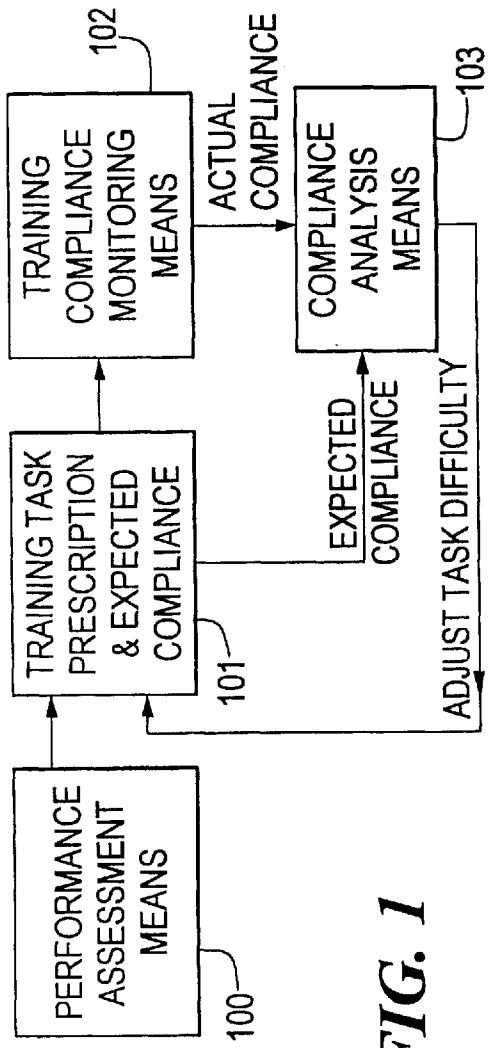 PERFORMANCE
ASSESSMENT
MEANS
100
TRAINING TASK
PRESCRIPTION
& EXPECTED
COMPLIANCE
101
TRAINING
COMPLIANCE
MONITORING
MEANS
102
ACTUAL
COMPLIANCE
EXPECTED
COMPLIANCE
COMPLIANCE
ANALYSIS
MEANS
103
ADJUST TASK DIFFICULTY
FIG. 1